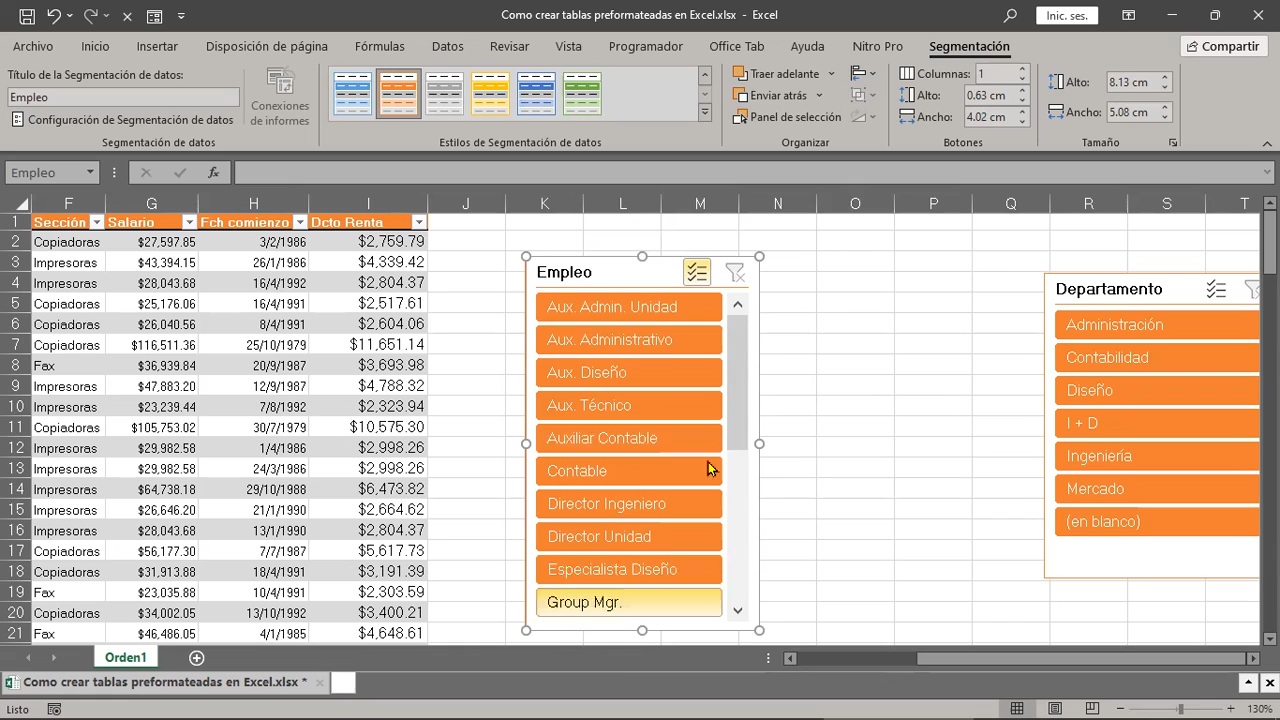 Como crear tablas preformateadas en Excel.xlsx - Excel
Inic. ses.
Archivo Inicio Insertar Disposición de página Fórmulas Datos Revisar Vista Programador Office Tab Ayuda Nitro Pro Segmentación Compartir
Título de la Segmentación de datos:
Empleo
Configuración de Segmentación de datos
Conexiones
de informes
Segmentación de datos
Estilos de Segmentación de datos
Traer adelante
Enviar atrás
Panel de selección
Organizar
Columnas: 1
Alto: 0.63 cm
Ancho: 4.02 cm
Botones
Alto: 8.13 cm
Ancho: 5.08 cm
Tamaño
Empleo fx
F G H I J K L M N O P Q R S T
1 Sección Salario Fch comienzo Dcto Renta
2 Copiadoras $27,597.85 3/2/1986 $2,759.79
3 Impresoras $43,394.15 26/1/1986 $4,339.42
4 Impresoras $28,043.68 16/4/1992 $2,804.37
5 Copiadoras $25,176.06 16/4/1991 $2,517.61
6 Copiadoras $26,040.56 8/4/1991 $2,604.06
7 Copiadoras $116,511.36 25/10/1979 $11,651.14
8 Fax $36,939.84 20/9/1987 $3,693.98
9 Impresoras $47,883.20 12/9/1987 $4,788.32
10 Impresoras $23,239.44 7/8/1992 $2,323.94
11 Copiadoras $105,753.02 30/7/1979 $10,575.30
12 Impresoras $29,982.58 1/4/1986 $2,998.26
13 Impresoras $29,982.58 24/3/1986 $2,998.26
14 Impresoras $64,738.18 29/10/1988 $6,473.82
15 Impresoras $26,646.20 21/1/1990 $2,664.62
16 Impresoras $28,043.68 13/1/1990 $2,804.37
17 Copiadoras $56,177.30 7/7/1987 $5,617.73
18 Copiadoras $31,913.88 18/4/1991 $3,191.39
19 Fax $23,035.88 10/4/1991 $2,303.59
20 Copiadoras $34,002.05 13/10/1992 $3,400.21
21 Fax $46,486.05 4/1/1985 $4,648.61
Empleo
Aux. Admin. Unidad
Aux. Administrativo
Aux. Diseño
Aux. Técnico
Auxiliar Contable
Contable
Director Ingeniero
Director Unidad
Especialista Diseño
Group Mgr.
Departamento
Administración
Contabilidad
Diseño
I + D
Ingeniería
Mercado
(en blanco)
Orden1
Como crear tablas preformateadas en Excel.xlsx *
Listo
130%